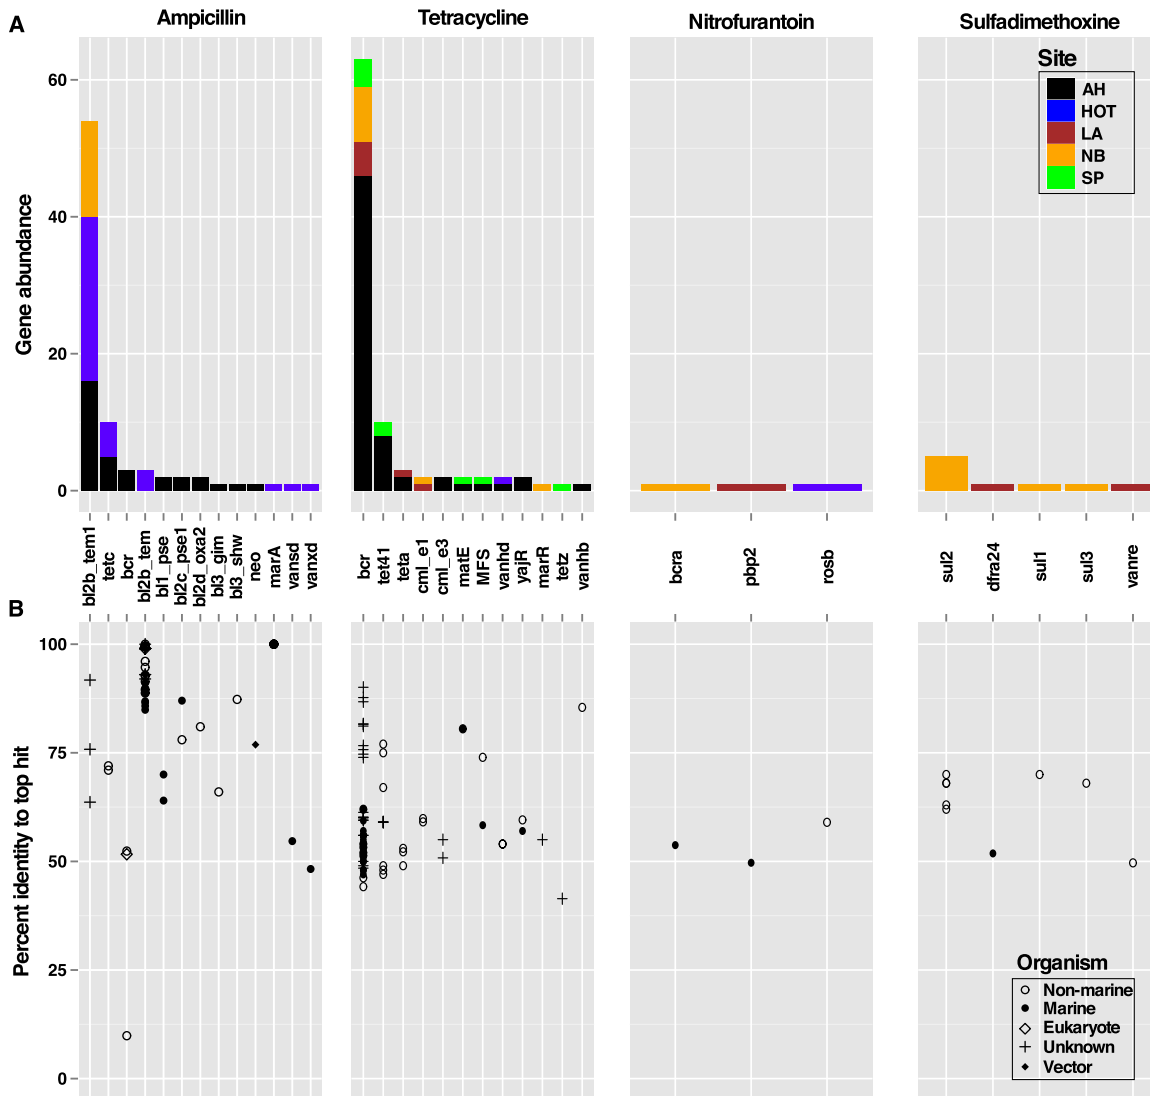 A
Ampicillin
Tetracycline
Nitrofurantoin
Sulfadimethoxine
Gene abundance
60
40
20
0
Site
AH
HOT
LA
NB
SP
bl2b_tem1
tetc
bcr
bl2b_tem
bl1_pse
bl2c_pse1
bl2d_oxa2
bl3_gim
bl3_shw
neo
marA
vansd
vanxd
bcr
tet41
teta
cml_e1
cml_e3
matE
MFS
vanhd
yajR
marR
tetz
vanhb
bcra
pbp2
rosb
sul2
dfra24
sul1
sul3
vanre
B
Percent identity to top hit
100
75
50
25
0
Organism
Non-marine
Marine
Eukaryote
Unknown
Vector